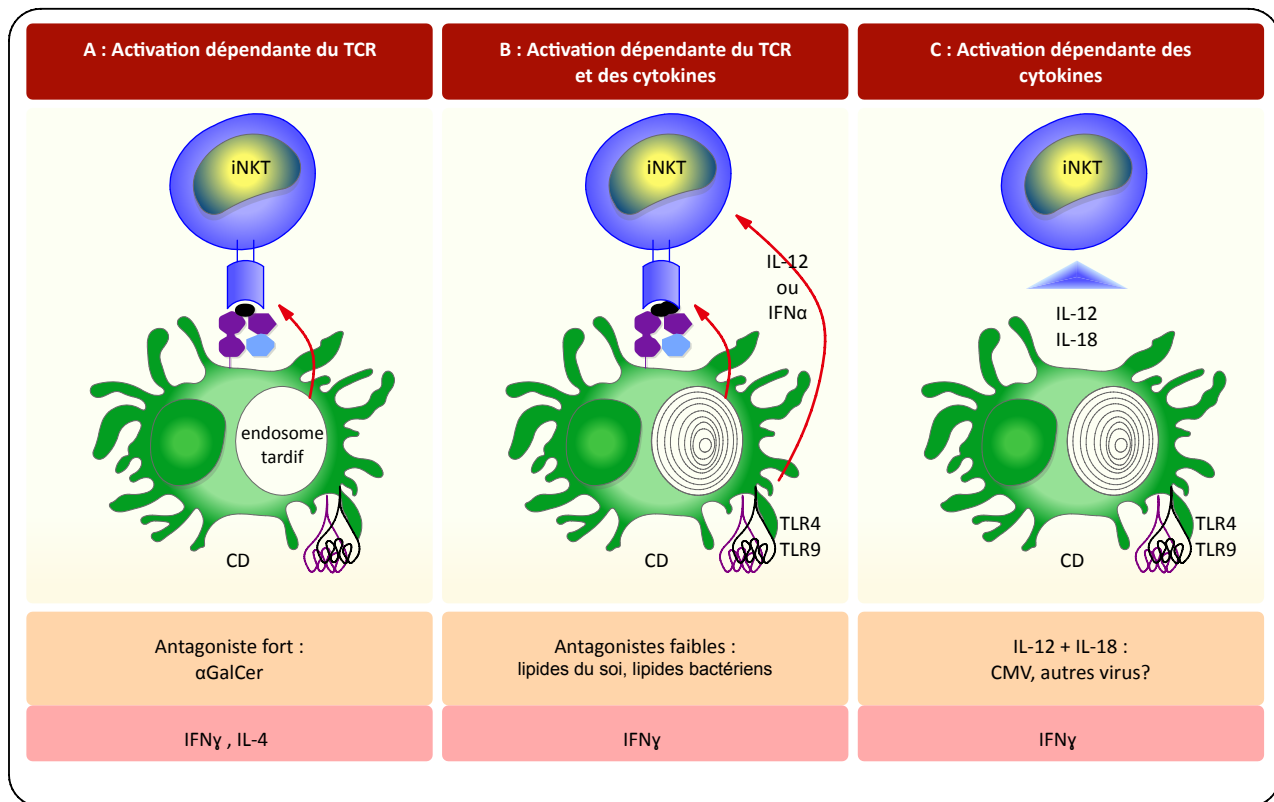 A : Activation dépendante du TCR
iNKT
endosome
tardif
CD
Antagoniste fort :
αGalCer
IFNɣ , IL-4
B : Activation dépendante du TCR
et des cytokines
iNKT
IL-12
ou
IFNα
TLR4
TLR9
CD
Antagonistes faibles :
lipides du soi, lipides bactériens
IFNɣ
C : Activation dépendante des
cytokines
iNKT
IL-12
IL-18
TLR4
TLR9
CD
IL-12 + IL-18 :
CMV, autres virus?
IFNɣ